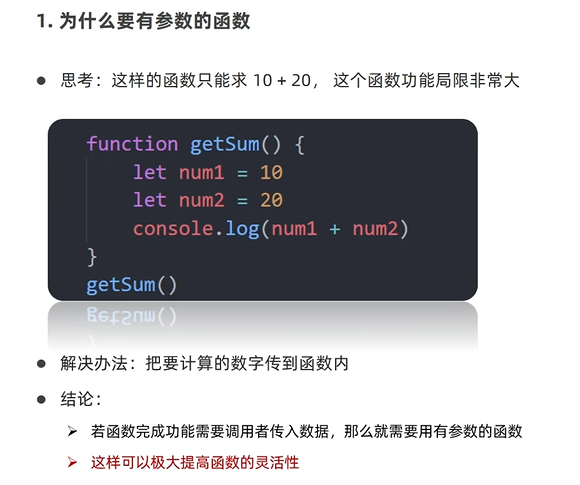 1. 为什么要有参数的函数
思考：这样的函数只能求 10 + 20， 这个函数功能局限非常大
function getSum() {
    let num1 = 10
    let num2 = 20
    console.log(num1 + num2)
}
getSum()
解决办法：把要计算的数字传到函数内
结论：
若函数完成功能需要调用者传入数据，那么就需要用有参数的函数
这样可以极大提高函数的灵活性